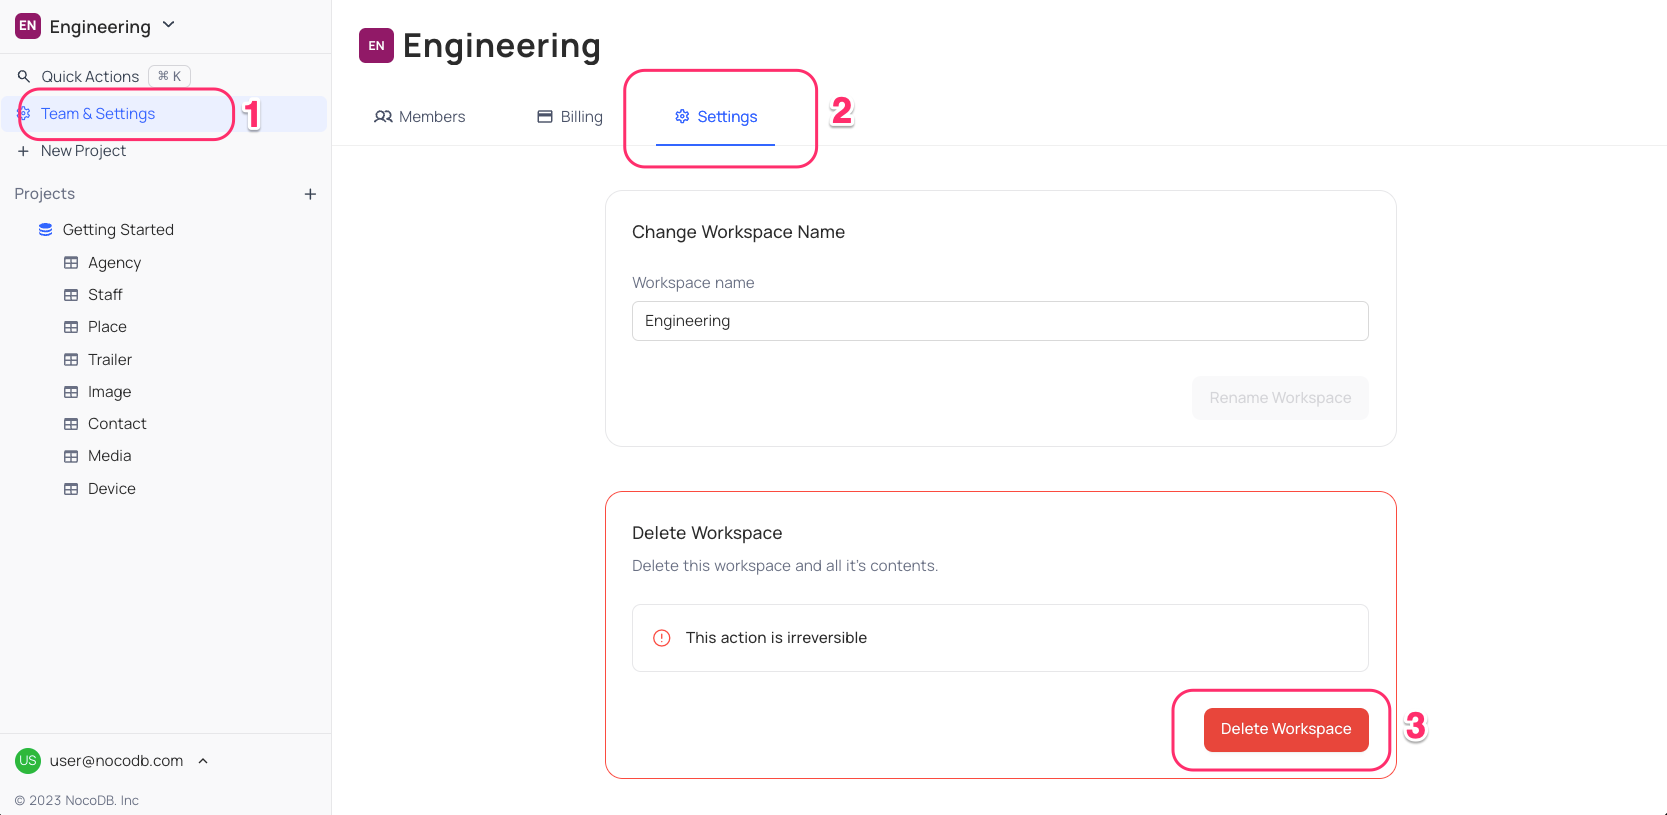 EN Engineering
Quick Actions ⌘ K
Team & Settings 1
+ New Project
Projects +
Getting Started
Agency
Staff
Place
Trailer
Image
Contact
Media
Device
US user@nocodb.com
© 2023 NocoDB. Inc
EN Engineering
Members Billing Settings 2
Change Workspace Name
Workspace name
Engineering
Rename Workspace
Delete Workspace
Delete this workspace and all it's contents.
This action is irreversible
Delete Workspace 3